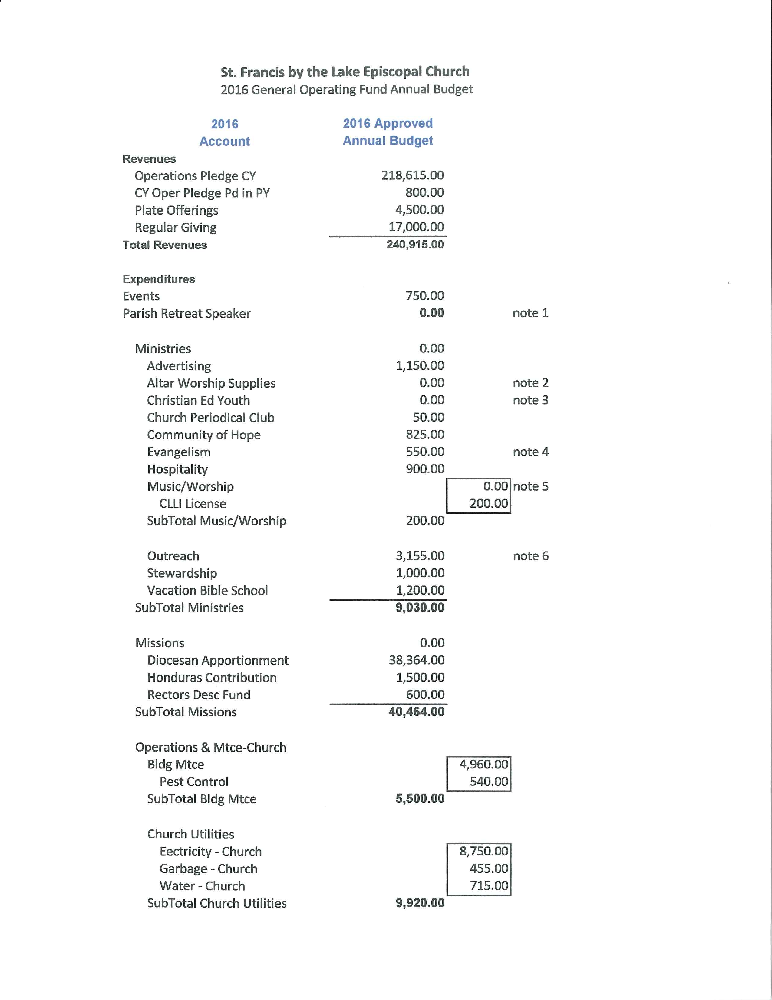 St. Francis by the Lake Episcopal Church
2016 General Operating Fund Annual Budget
2016 2016 Approved
Account Annual Budget
Revenues
Operations Pledge CY 218,615.00
CY Oper Pledge Pd in PY 800.00
Plate Offerings 4,500.00
Regular Giving 17,000.00
Total Revenues 240,915.00
Expenditures
Events 750.00
Parish Retreat Speaker 0.00 note 1
Ministries 0.00
Advertising 1,150.00
Altar Worship Supplies 0.00 note 2
Christian Ed Youth 0.00 note 3
Church Periodical Club 50.00
Community of Hope 825.00
Evangelism 550.00 note 4
Hospitality 900.00
Music/Worship 0.00 note 5
CLLI License 200.00
SubTotal Music/Worship 200.00
Outreach 3,155.00 note 6
Stewardship 1,000.00
Vacation Bible School 1,200.00
SubTotal Ministries 9,030.00
Missions 0.00
Diocesan Apportionment 38,364.00
Honduras Contribution 1,500.00
Rectors Desc Fund 600.00
SubTotal Missions 40,464.00
Operations & Mtce-Church
Bldg Mtce 4,960.00
Pest Control 540.00
SubTotal Bldg Mtce 5,500.00
Church Utilities
Eectricity - Church 8,750.00
Garbage - Church 455.00
Water - Church 715.00
SubTotal Church Utilities 9,920.00